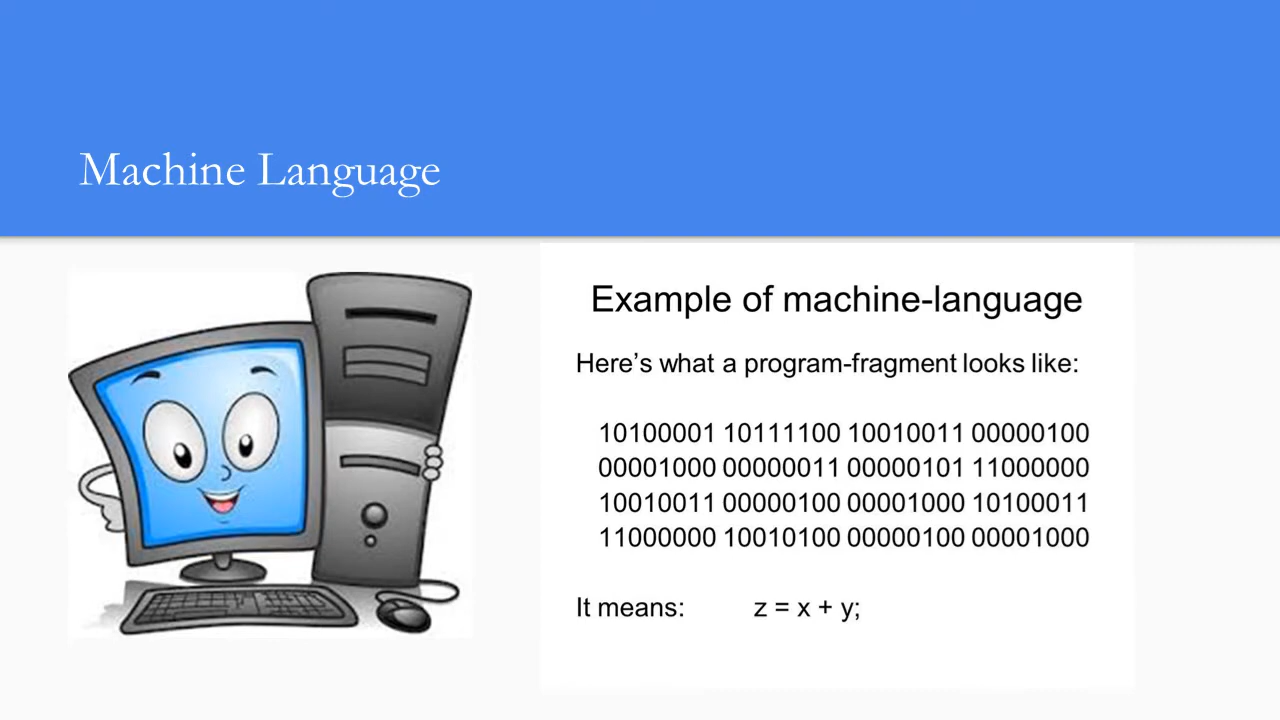 Machine Language
Example of machine-language
Here’s what a program-fragment looks like:
10100001 10111100 10010011 00000100
00001000 00000011 00000101 11000000
10010011 00000100 00001000 10100011
11000000 10010100 00000100 00001000
It means: z = x + y;